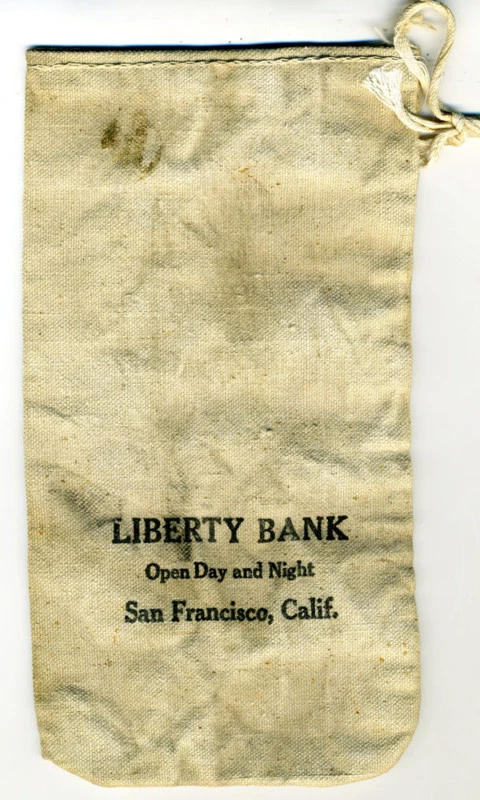 LIBERTY BANK
Open Day and Night
San Francisco, Calif.